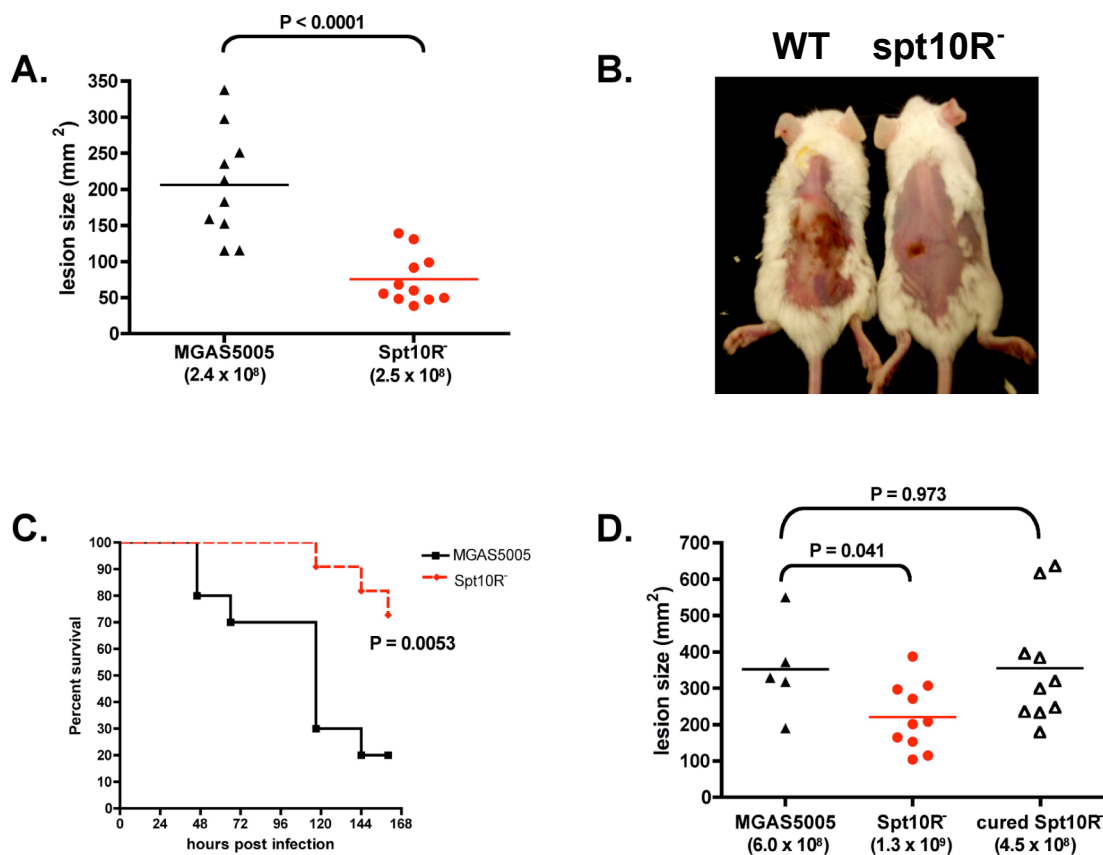 A.
P < 0.0001
lesion size (mm ²)
350
300
250
200
150
100
50
0
MGAS5005
(2.4 x 10⁸)
Spt10R⁻
(2.5 x 10⁸)
B.
WT spt10R⁻
C.
Percent survival
100
90
80
70
60
50
40
30
20
10
0
0 24 48 72 96 120 144 168
hours post infection
MGAS5005
Spt10R⁻
P = 0.0053
D.
P = 0.973
P = 0.041
lesion size (mm²)
700
600
500
400
300
200
100
0
MGAS5005
(6.0 x 10⁸)
Spt10R⁻
(1.3 x 10⁹)
cured Spt10R⁻
(4.5 x 10⁸)